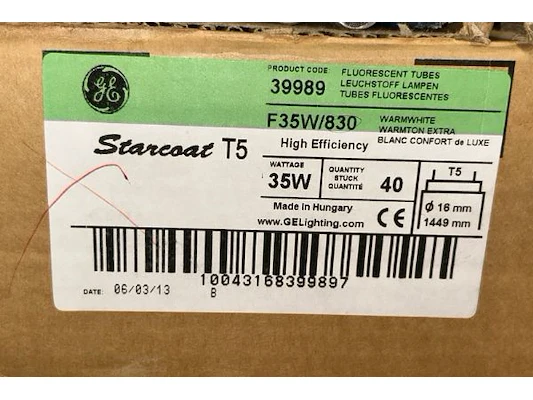 GE
PRODUCT CODE
39989
FLUORESCENT TUBES
LEUCHSTOFF LAMPEN
TUBES FLUORESCENTES
F35W/830
WARMWHITE
WARMTON EXTRA
BLANC CONFORT de LUXE
Starcoat T5
High Efficiency
WATTAGE
35W
QUANTITY
STUCK
QUANTITÉ
40
T5
Φ 16 mm
1449 mm
Made in Hungary
www.GELighting.com
CE
10043168399897
DATE: 06/03/13
B